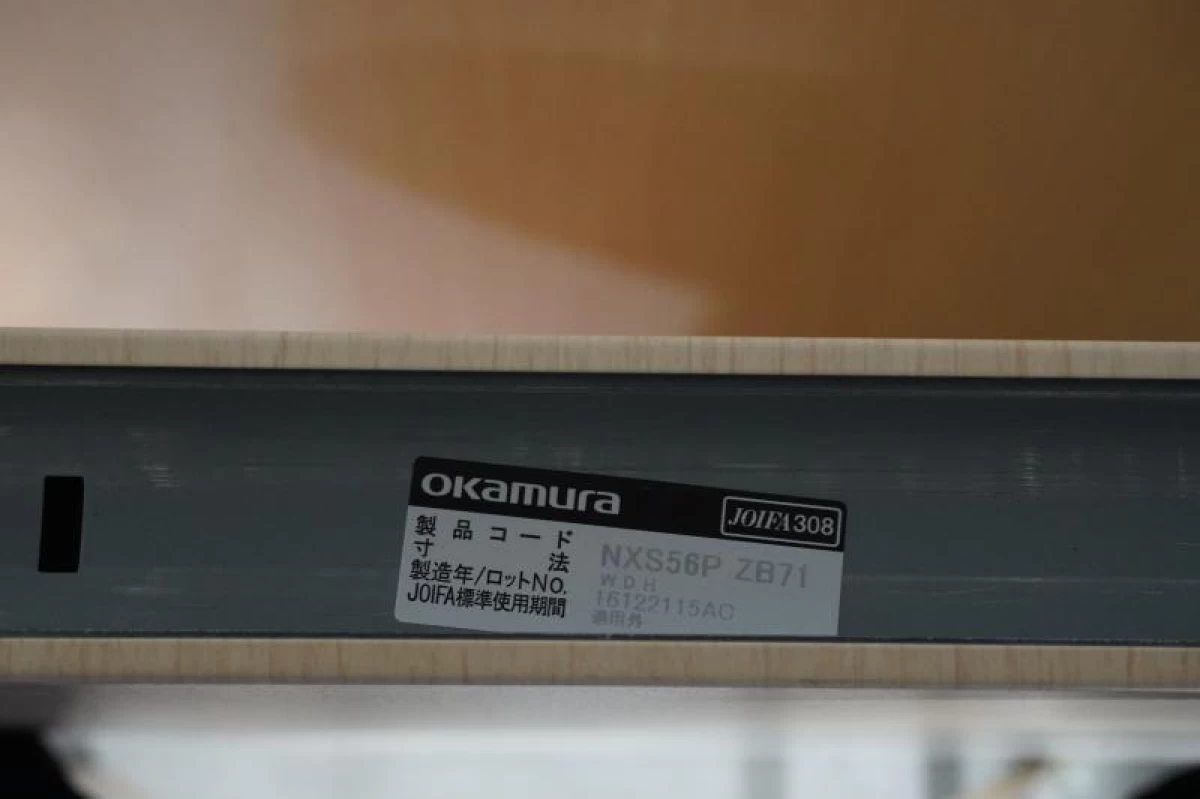 OKamura
JOIFA308
製品コード NXS56P ZB71
寸法 W D H
製造年/ロットNO. 16122115AC
JOIFA標準使用期間 適用外